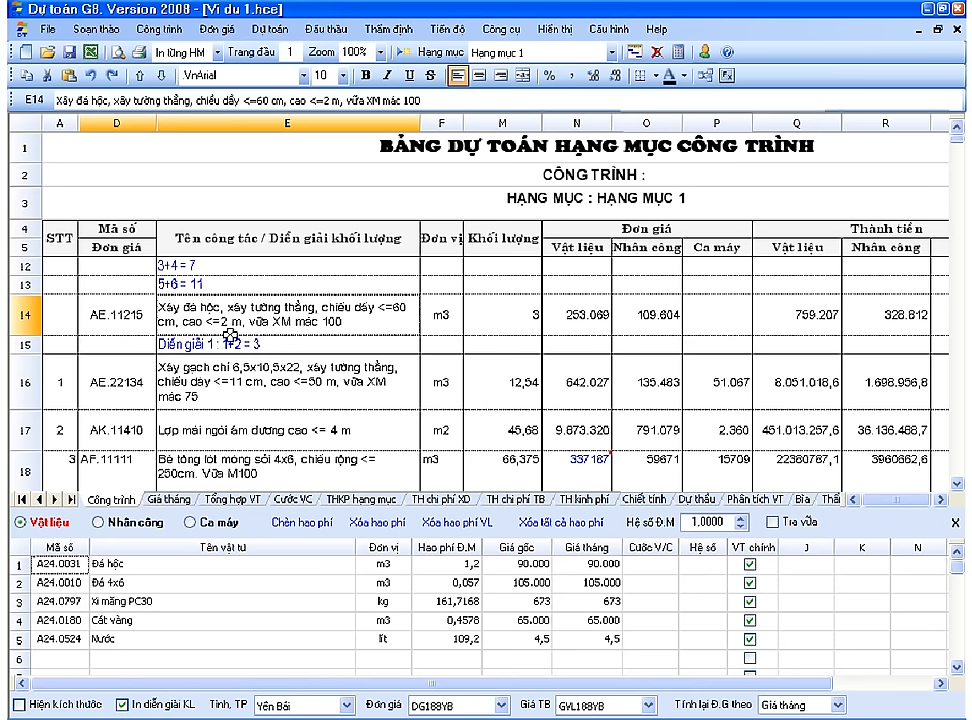 Dự toán G8. Version 2008 - [Vi du 1.hce]
File Soạn thảo Công trình Đơn giá Dự toán Đấu thầu Thẩm định Tiến độ Công cụ Hiển thị Cấu hình Help
In từng HM Trang đầu 1 Zoom 100% Hạng mục Hạng mục 1
.VnArial 10 B I U S % ,
E14 Xây đá hộc, xây tường thẳng, chiều dầy <=60 cm, cao <=2 m, vữa XM mác 100
A D E F M N O P Q R
1 BẢNG DỰ TOÁN HẠNG MỤC CÔNG TRÌNH
2 CÔNG TRÌNH :
3 HẠNG MỤC : HẠNG MỤC 1
4 STT Mã số Tên công tác / Diễn giải khối lượng Đơn vị Khối lượng Đơn giá Thành tiền
5 Đơn giá Vật liệu Nhân công Ca máy Vật liệu Nhân công
12 3+4 = 7
13 5+6 = 11
14 AE.11215 Xây đá hộc, xây tường thẳng, chiều dầy <=60 cm, cao <=2 m, vữa XM mác 100 m3 3 253.069 109.604 759.207 328.812
15 Diễn giải 1 : 1+2 = 3
16 1 AE.22134 Xây gạch chỉ 6,5x10,5x22, xây tường thẳng, chiều dầy <=11 cm, cao <=50 m, vữa XM mác 75 m3 12,54 642.027 135.483 51.067 8.051.018,6 1.698.956,8
17 2 AK.11410 Lợp mái ngói âm dương cao <= 4 m m2 45,68 9.873.320 791.079 2.360 451.013.257,6 36.136.488,7
18 3 AF.11111 Bê tông lót móng sỏi 4x6, chiều rộng <= 250cm. Vữa M100 m3 66,375 337187 59671 15709 22380787,1 3960662,6
Công trình Giá tháng Tổng hợp VT Cước VC THKP hạng mục TH chi phí XD TH chi phí TB TH kinh phí Chiết tính Dự thầu Phân tích VT Bìa Thẩ
Vật liệu Nhân công Ca máy Chèn hao phí Xóa hao phí Xóa hao phí VL Xóa tất cả hao phí Hệ số Đ.M 1.0000 Tra vữa X
Mã số Tên vật tư Đơn vị Hao phí Đ.M Giá gốc Giá tháng Cước V/C Hệ số VT chính J K N
1 A24.0031 Đá hộc m3 1,2 90.000 90.000
2 A24.0010 Đá 4x6 m3 0,057 105.000 105.000
3 A24.0797 Xi măng PC30 kg 161,7168 673 673
4 A24.0180 Cát vàng m3 0,4578 65.000 65.000
5 A24.0524 Nước lít 109,2 4,5 4,5
6
Hiện kích thước In diễn giải KL Tỉnh, TP Yên Bái Đơn giá DG188YB Giá TB GVL188YB Tính lại Đ.G theo Giá tháng